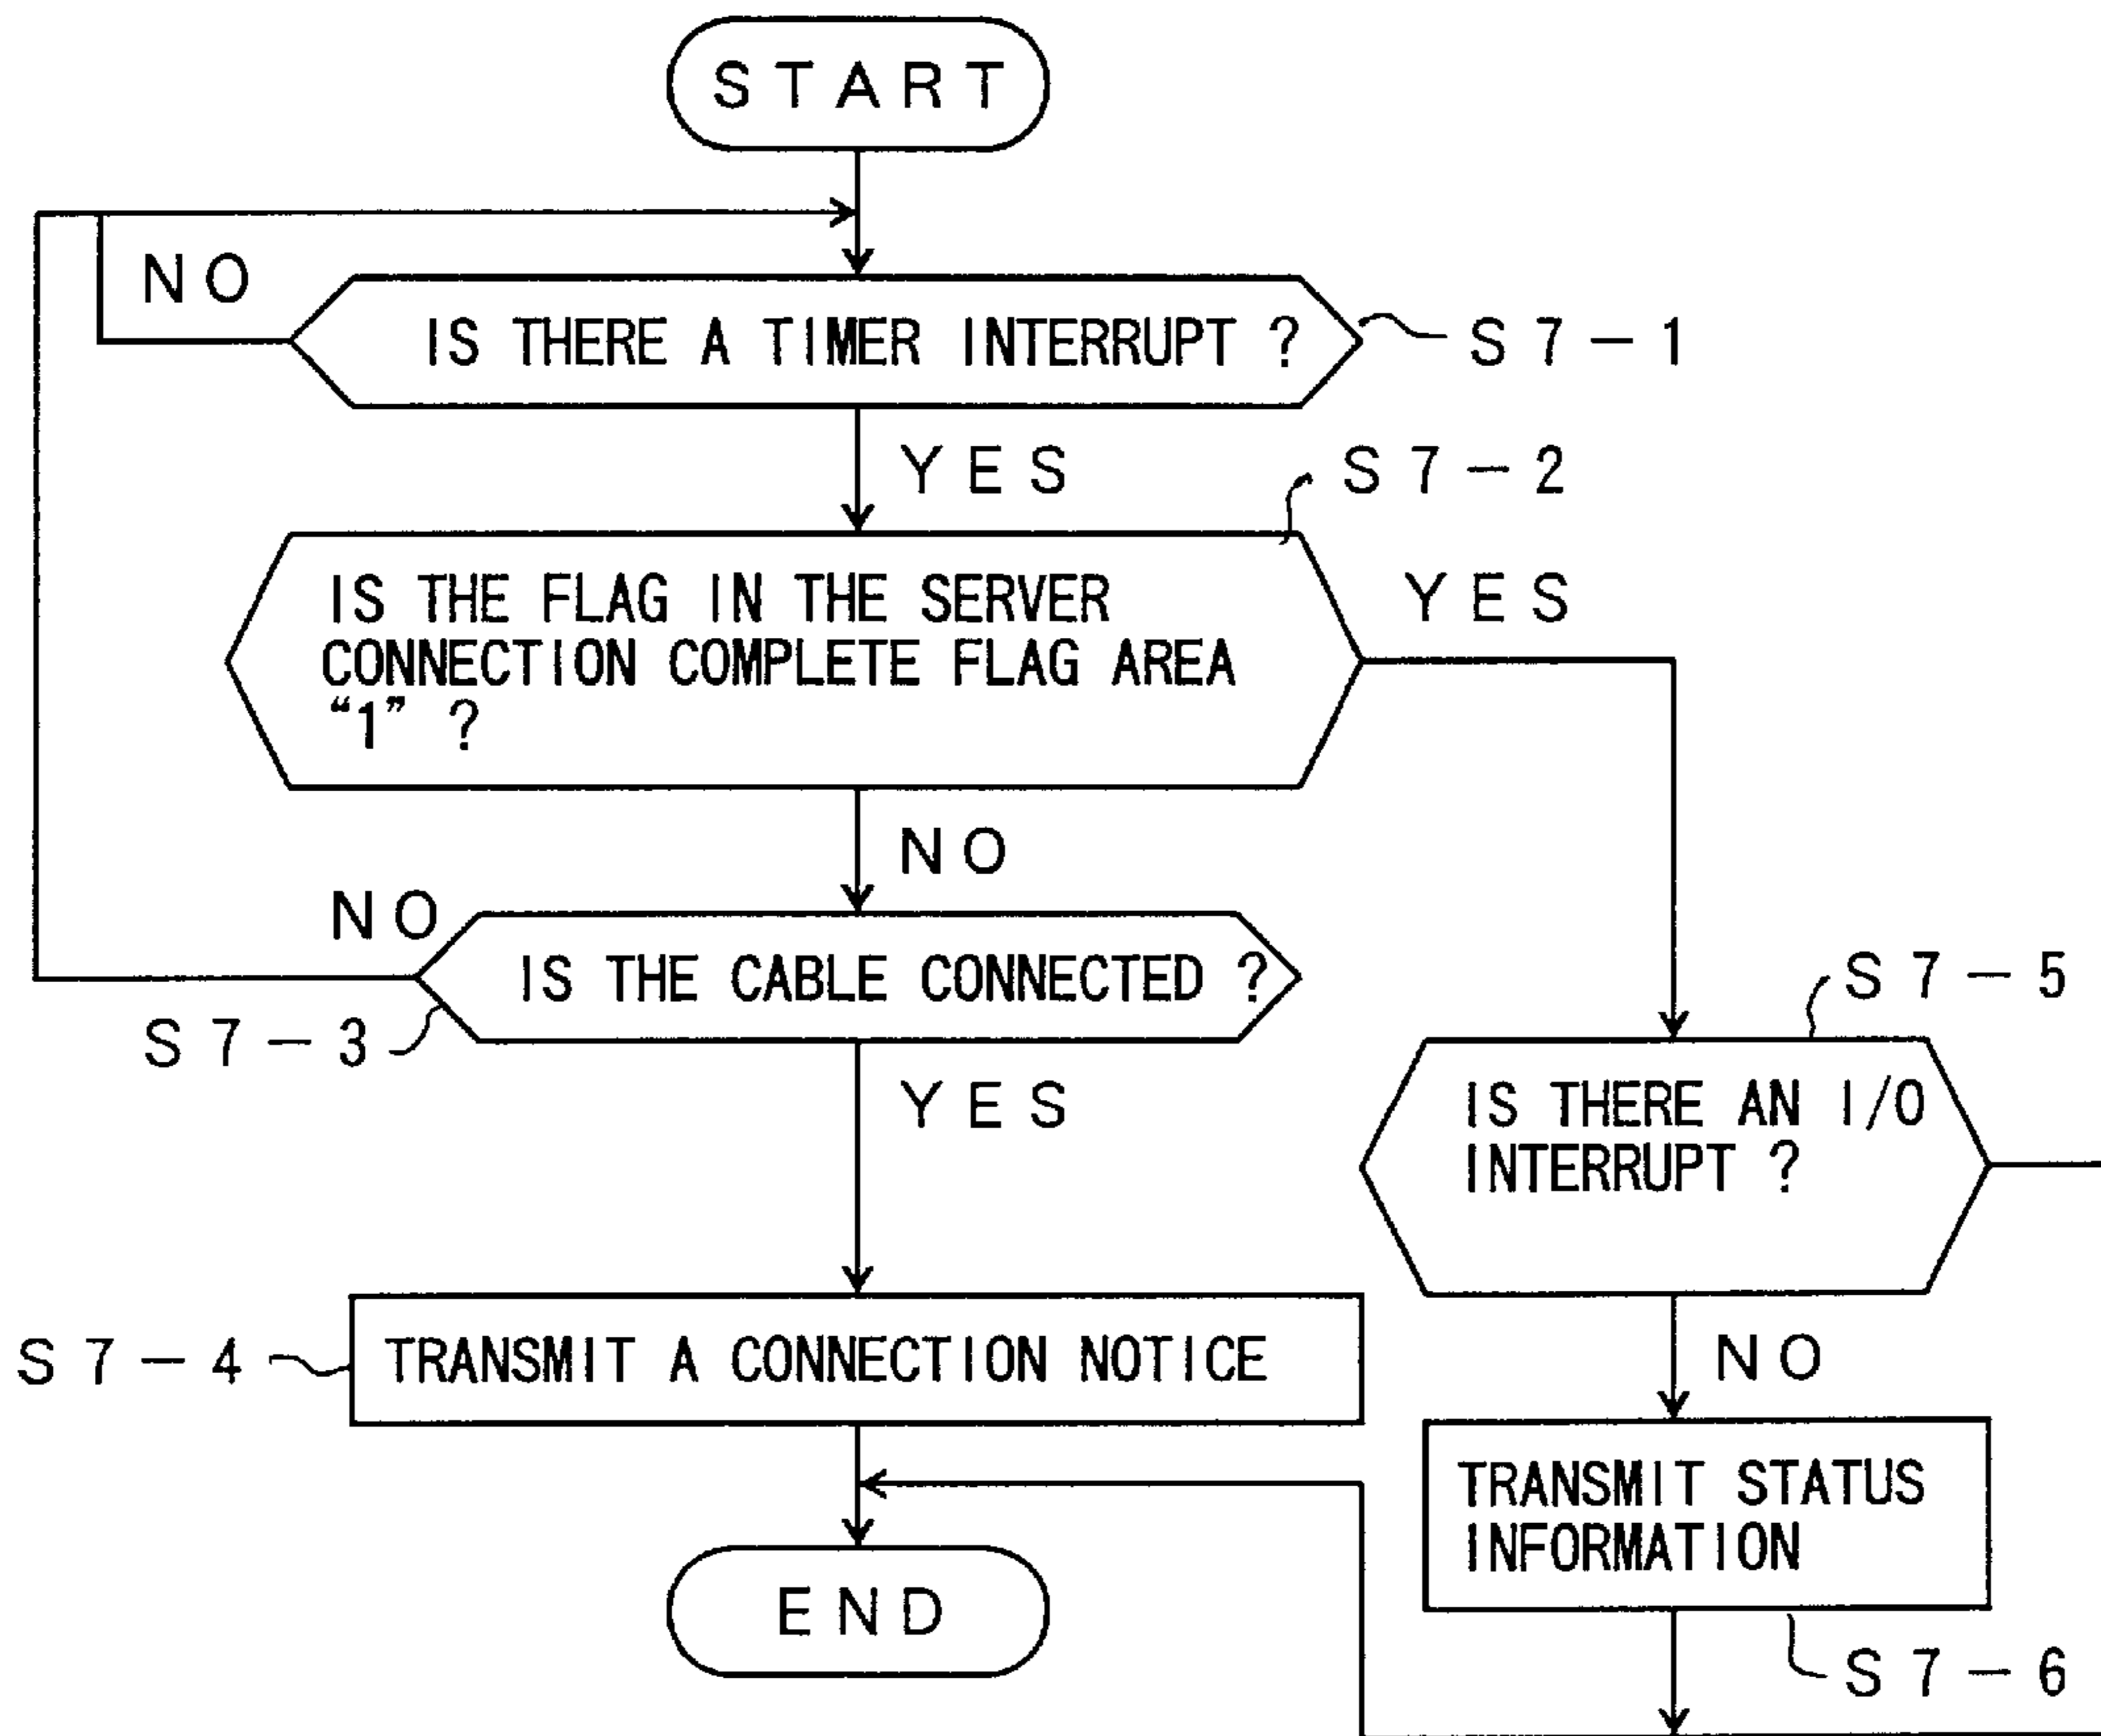 START
NO
IS THERE A TIMER INTERRUPT ?
S7-1
YES
S7-2
IS THE FLAG IN THE SERVER
CONNECTION COMPLETE FLAG AREA
“1” ?
YES
NO
NO
IS THE CABLE CONNECTED ?
S7-3
S7-5
YES
IS THERE AN I/O
INTERRUPT ?
S7-4
TRANSMIT A CONNECTION NOTICE
NO
TRANSMIT STATUS
INFORMATION
END
S7-6